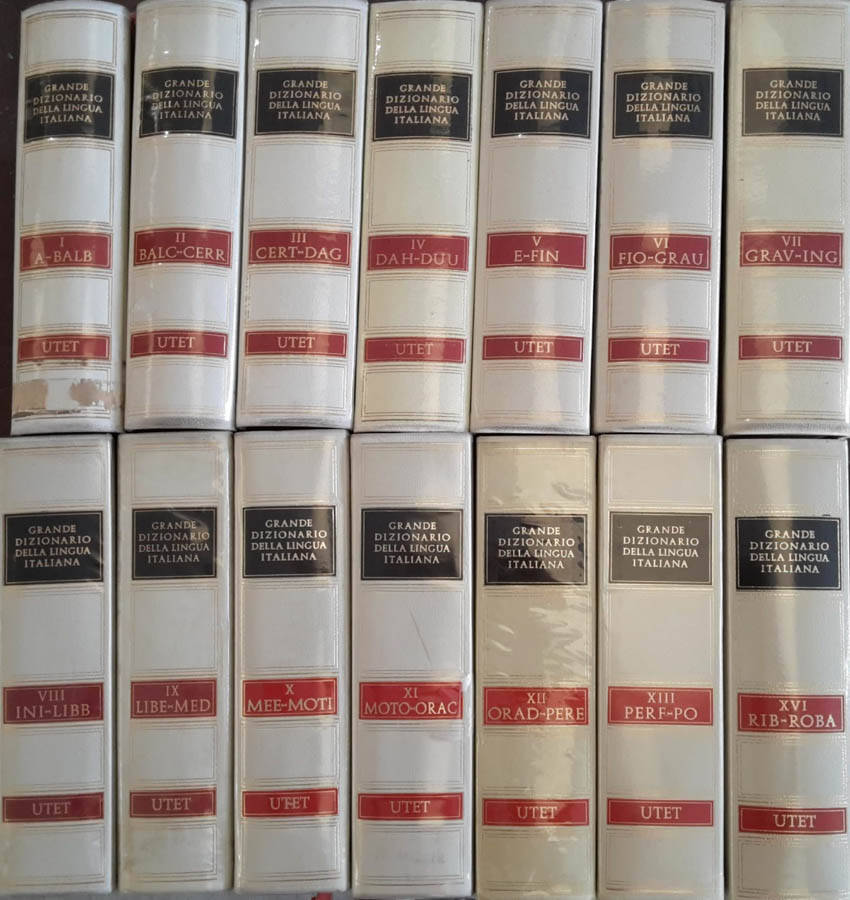 GRANDE
DIZIONARIO
DELLA LINGUA
ITALIANA
I
A-BALB
UTET
GRANDE
DIZIONARIO
DELLA LINGUA
ITALIANA
II
BALC-CERR
UTET
GRANDE
DIZIONARIO
DELLA LINGUA
ITALIANA
III
CERT-DAG
UTET
GRANDE
DIZIONARIO
DELLA LINGUA
ITALIANA
IV
DAH-DUU
UTET
GRANDE
DIZIONARIO
DELLA LINGUA
ITALIANA
V
E-FIN
UTET
GRANDE
DIZIONARIO
DELLA LINGUA
ITALIANA
VI
FIO-GRAU
UTET
GRANDE
DIZIONARIO
DELLA LINGUA
ITALIANA
VII
GRAV-ING
UTET
GRANDE
DIZIONARIO
DELLA LINGUA
ITALIANA
VIII
INI-LIBB
UTET
GRANDE
DIZIONARIO
DELLA LINGUA
ITALIANA
IX
LIBE-MED
UTET
GRANDE
DIZIONARIO
DELLA LINGUA
ITALIANA
X
MEE-MOTI
UTET
GRANDE
DIZIONARIO
DELLA LINGUA
ITALIANA
XI
MOTO-ORAC
UTET
GRANDE
DIZIONARIO
DELLA LINGUA
ITALIANA
XII
ORAD-PERE
UTET
GRANDE
DIZIONARIO
DELLA LINGUA
ITALIANA
XIII
PERF-PO
UTET
GRANDE
DIZIONARIO
DELLA LINGUA
ITALIANA
XVI
RIB-ROBA
UTET